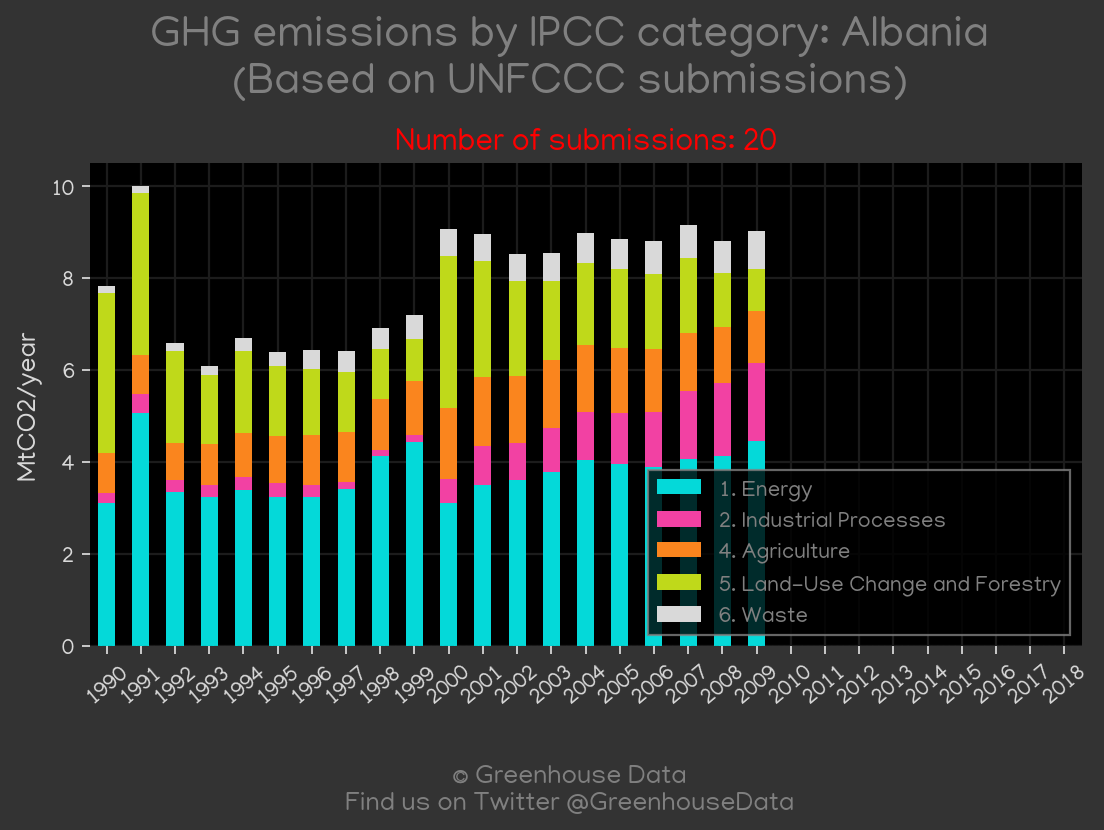 GHG emissions by IPCC category: Albania
(Based on UNFCCC submissions)
Number of submissions: 20
MtCO2/year
10
8
6
4
2
0
1. Energy
2. Industrial Processes
4. Agriculture
5. Land-Use Change and Forestry
6. Waste
1990 1991 1992 1993 1994 1995 1996 1997 1998 1999 2000 2001 2002 2003 2004 2005 2006 2007 2008 2009 2010 2011 2012 2013 2014 2015 2016 2017 2018
© Greenhouse Data
Find us on Twitter @GreenhouseData